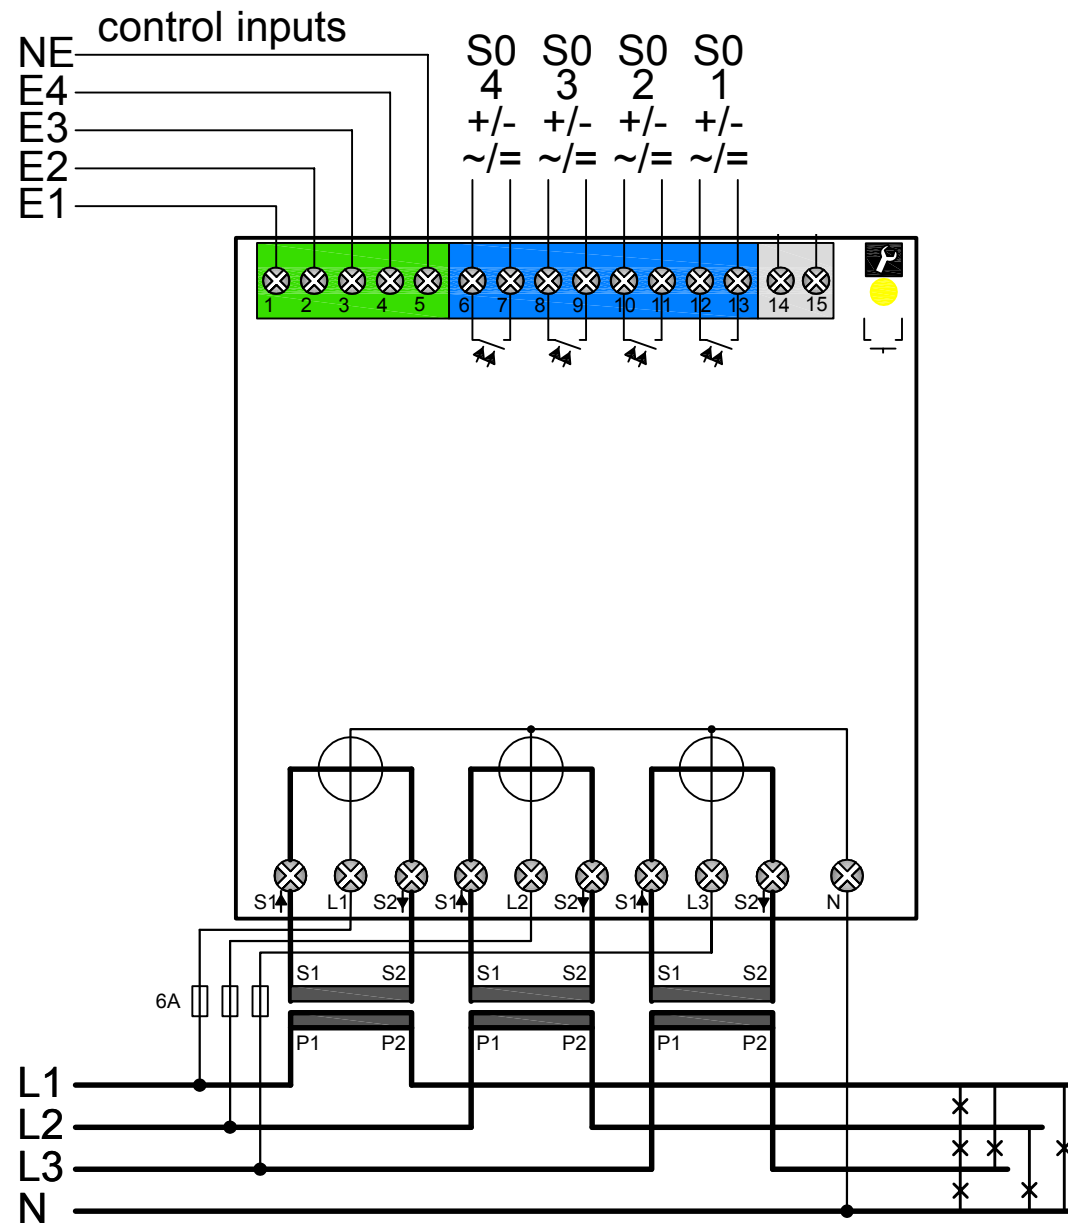 control inputs
NE
E4
E3
E2
E1
S0 S0 S0 S0
4 3 2 1
+/- +/- +/- +/-
~/= ~/= ~/= ~/=
1 2 3 4 5 6 7 8 9 10 11 12 13 14 15
S1 L1 S2 S1 L2 S2 S1 L3 S2 N
S1 S2 S1 S2 S1 S2
6A
P1 P2 P1 P2 P1 P2
L1
L2
L3
N